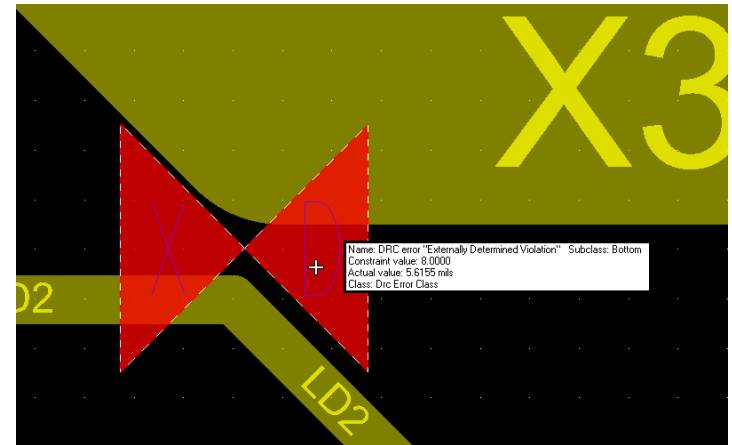 X3
X D
Name: DRC error "Externally Determined Violation" Subclass: Bottom
Constraint value: 8.0000
Actual value: 5.6155 mils
Class: Drc Error Class
D2
LD2